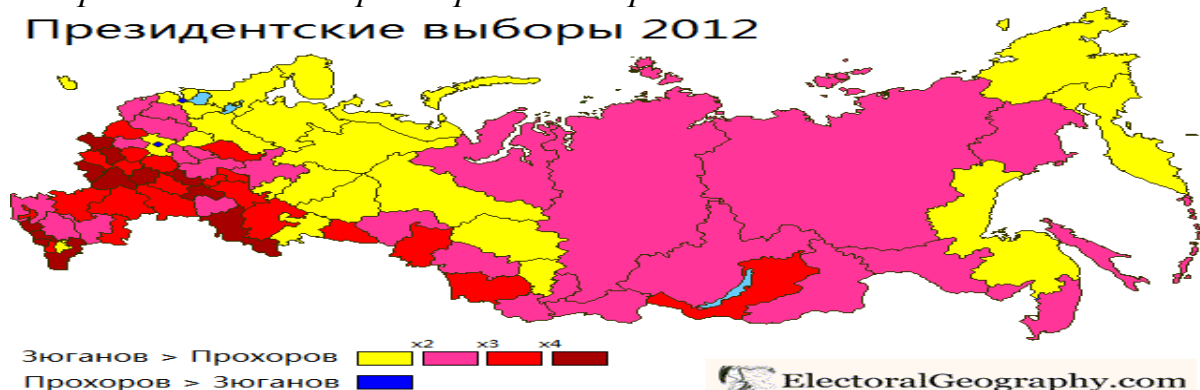 Президентские выборы 2012
x2 x3 x4
Зюганов > Прохоров
Прохоров > Зюганов
ElectoralGeography.com